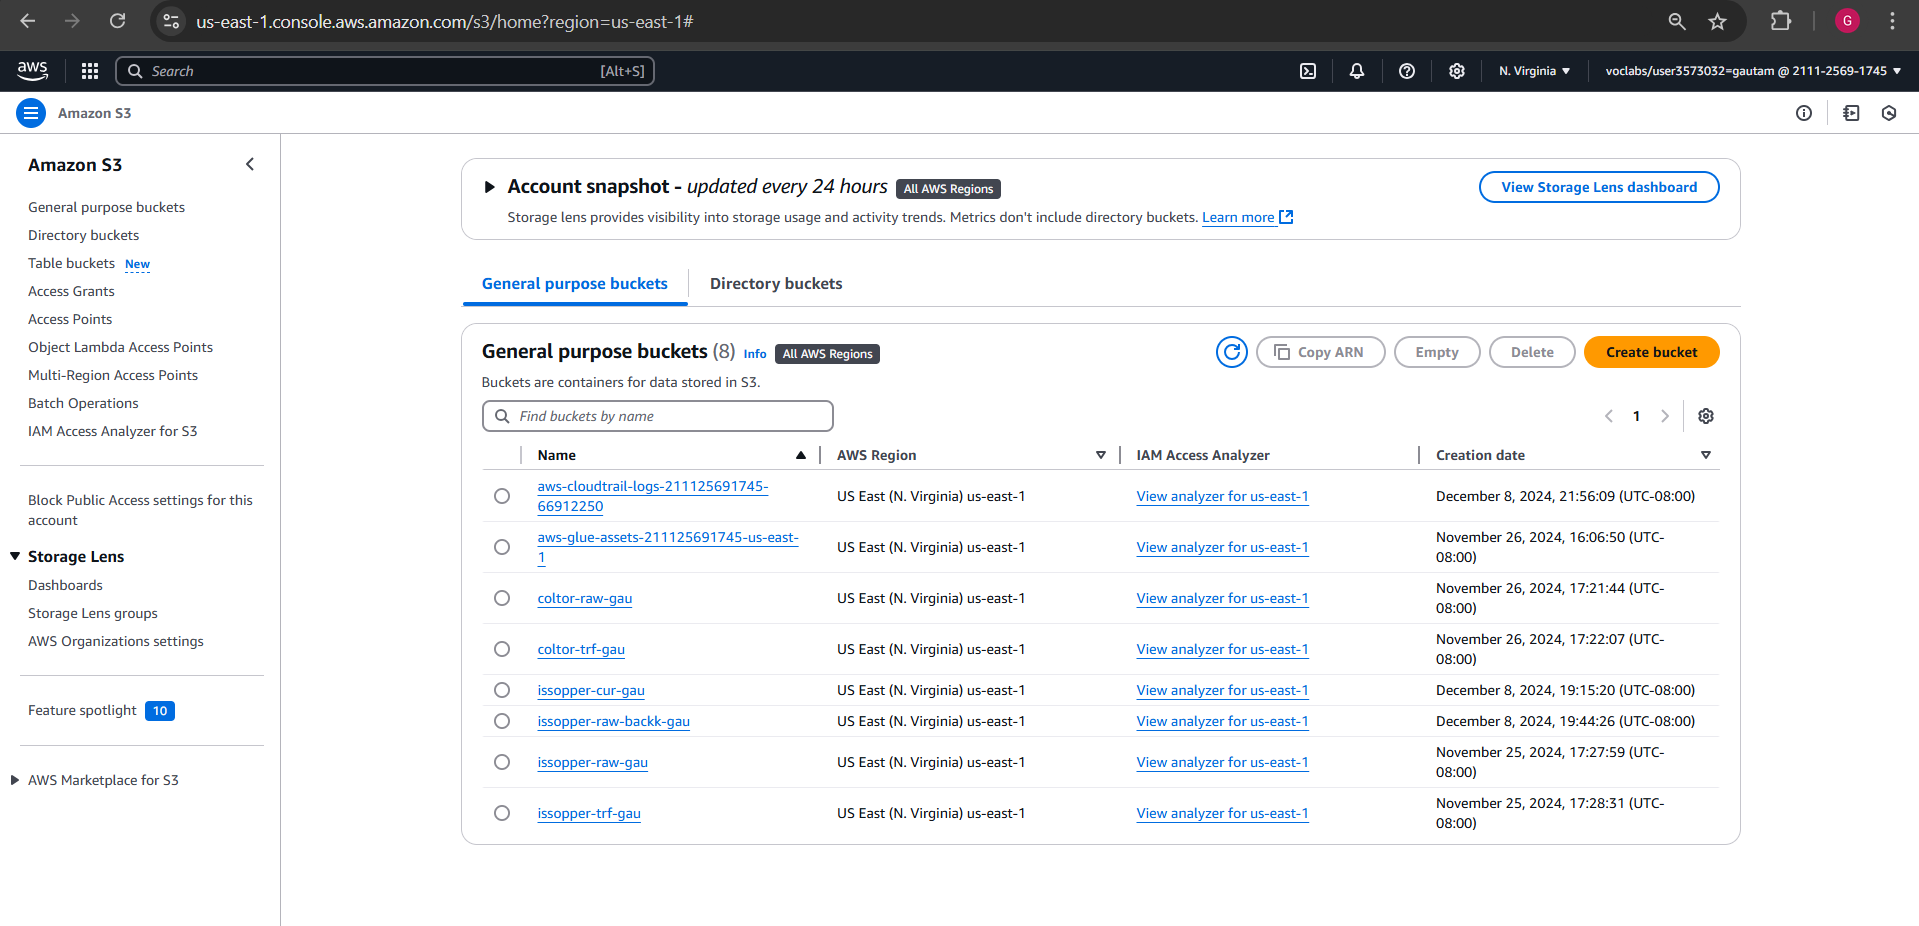 us-east-1.console.aws.amazon.com/s3/home?region=us-east-1#
G
aws
Search
[Alt+S]
N. Virginia
voclabs/user3573032=gautam @ 2111-2569-1745
Amazon S3
Amazon S3
General purpose buckets
Directory buckets
Table buckets New
Access Grants
Access Points
Object Lambda Access Points
Multi-Region Access Points
Batch Operations
IAM Access Analyzer for S3
Block Public Access settings for this
account
Storage Lens
Dashboards
Storage Lens groups
AWS Organizations settings
Feature spotlight 10
AWS Marketplace for S3
Account snapshot - updated every 24 hours All AWS Regions
View Storage Lens dashboard
Storage lens provides visibility into storage usage and activity trends. Metrics don't include directory buckets. Learn more
General purpose buckets
Directory buckets
General purpose buckets (8) Info All AWS Regions
Copy ARN
Empty
Delete
Create bucket
Buckets are containers for data stored in S3.
Find buckets by name
1
Name
AWS Region
IAM Access Analyzer
Creation date
aws-cloudtrail-logs-211125691745-
66912250
US East (N. Virginia) us-east-1
View analyzer for us-east-1
December 8, 2024, 21:56:09 (UTC-08:00)
aws-glue-assets-211125691745-us-east-
1
US East (N. Virginia) us-east-1
View analyzer for us-east-1
November 26, 2024, 16:06:50 (UTC-
08:00)
coltor-raw-gau
US East (N. Virginia) us-east-1
View analyzer for us-east-1
November 26, 2024, 17:21:44 (UTC-
08:00)
coltor-trf-gau
US East (N. Virginia) us-east-1
View analyzer for us-east-1
November 26, 2024, 17:22:07 (UTC-
08:00)
issopper-cur-gau
US East (N. Virginia) us-east-1
View analyzer for us-east-1
December 8, 2024, 19:15:20 (UTC-08:00)
issopper-raw-backk-gau
US East (N. Virginia) us-east-1
View analyzer for us-east-1
December 8, 2024, 19:44:26 (UTC-08:00)
issopper-raw-gau
US East (N. Virginia) us-east-1
View analyzer for us-east-1
November 25, 2024, 17:27:59 (UTC-
08:00)
issopper-trf-gau
US East (N. Virginia) us-east-1
View analyzer for us-east-1
November 25, 2024, 17:28:31 (UTC-
08:00)